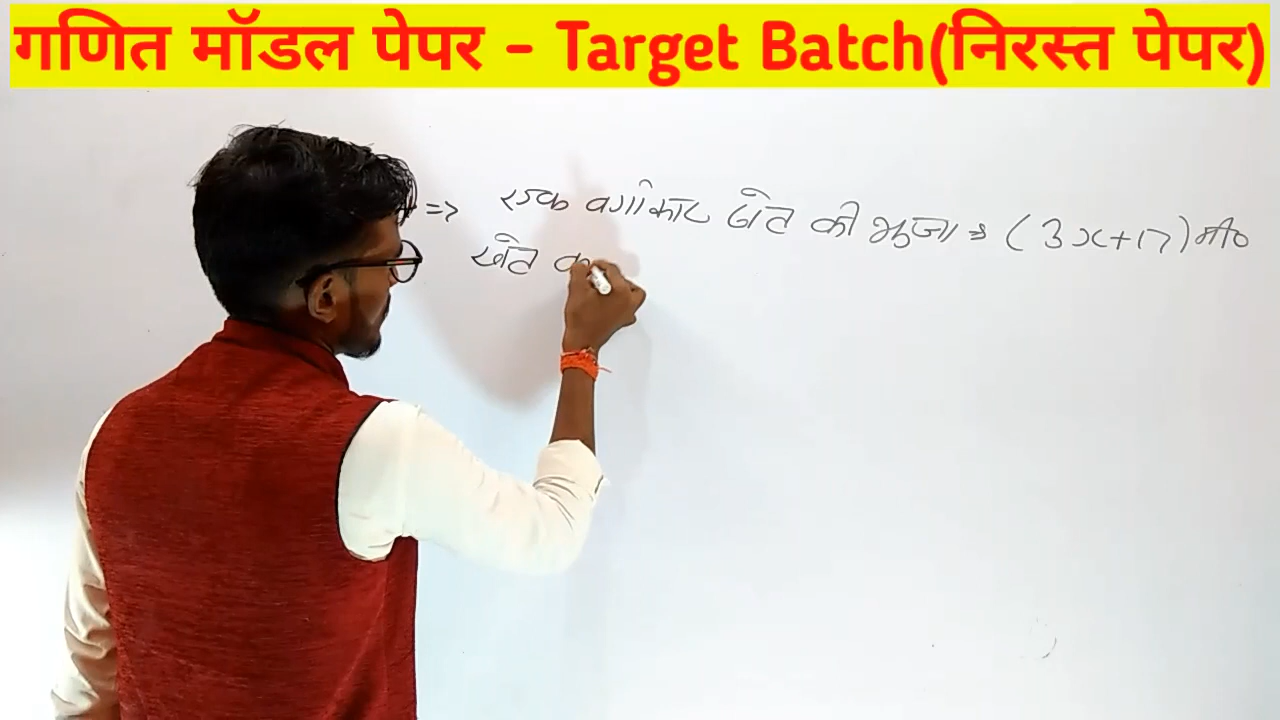 गणित मॉडल पेपर - Target Batch(निरस्त पेपर)
=> एक वर्गाकार खेत की भुजा => (3x+17)मी०
खेत क